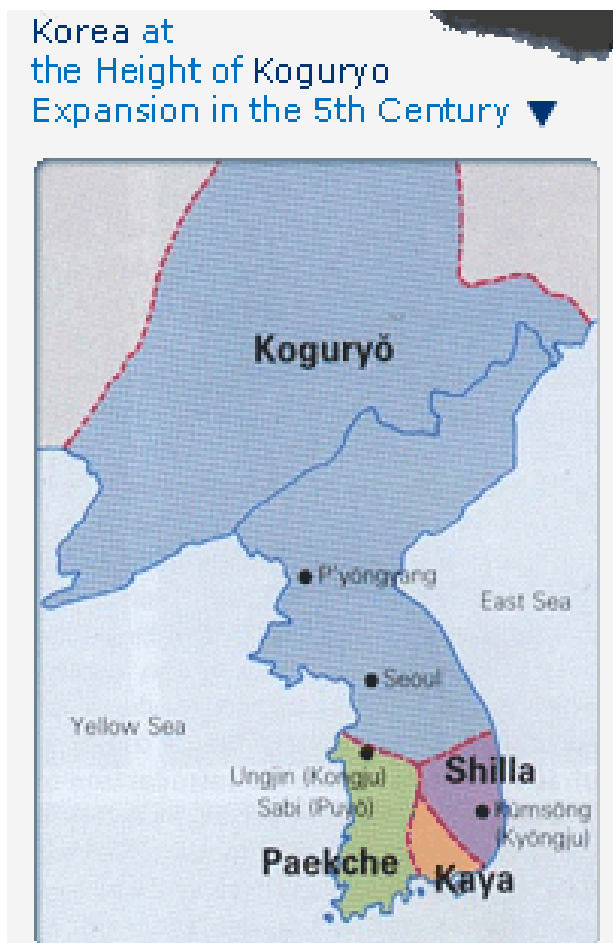 Korea at
the Height of Koguryo
Expansion in the 5th Century ▼
Koguryŏ
P'yŏngyang
East Sea
Seoul
Yellow Sea
Shilla
Ungjin (Kongju)
Sabi (Puyŏ)
Kŭmsŏng
(Kyŏngju)
Paekche
Kaya